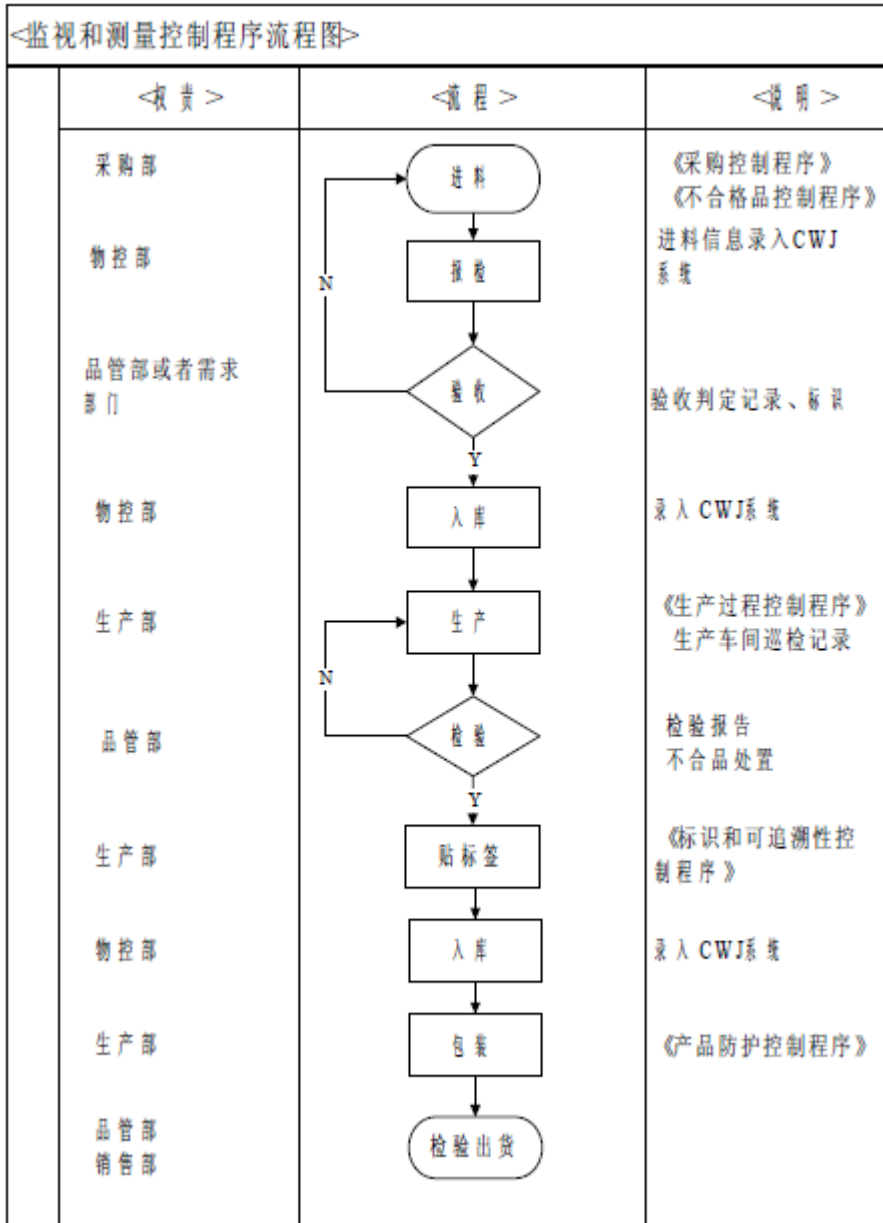 <监视和测量控制程序流程图>
<权责>
<流程>
<说明>
采购部
进料
《采购控制程序》
《不合格品控制程序》
物控部
报检
进料信息录入CWJ
系统
N
品管部或者需求
部门
验收
验收判定记录、标识
Y
物控部
入库
录入CWJ系统
生产部
生产
《生产过程控制程序》
生产车间巡检记录
N
品管部
检验
检验报告
不合品处置
Y
生产部
贴标签
《标识和可追溯性控
制程序》
物控部
入库
录入CWJ系统
生产部
包装
《产品防护控制程序》
品管部
销售部
检验出货